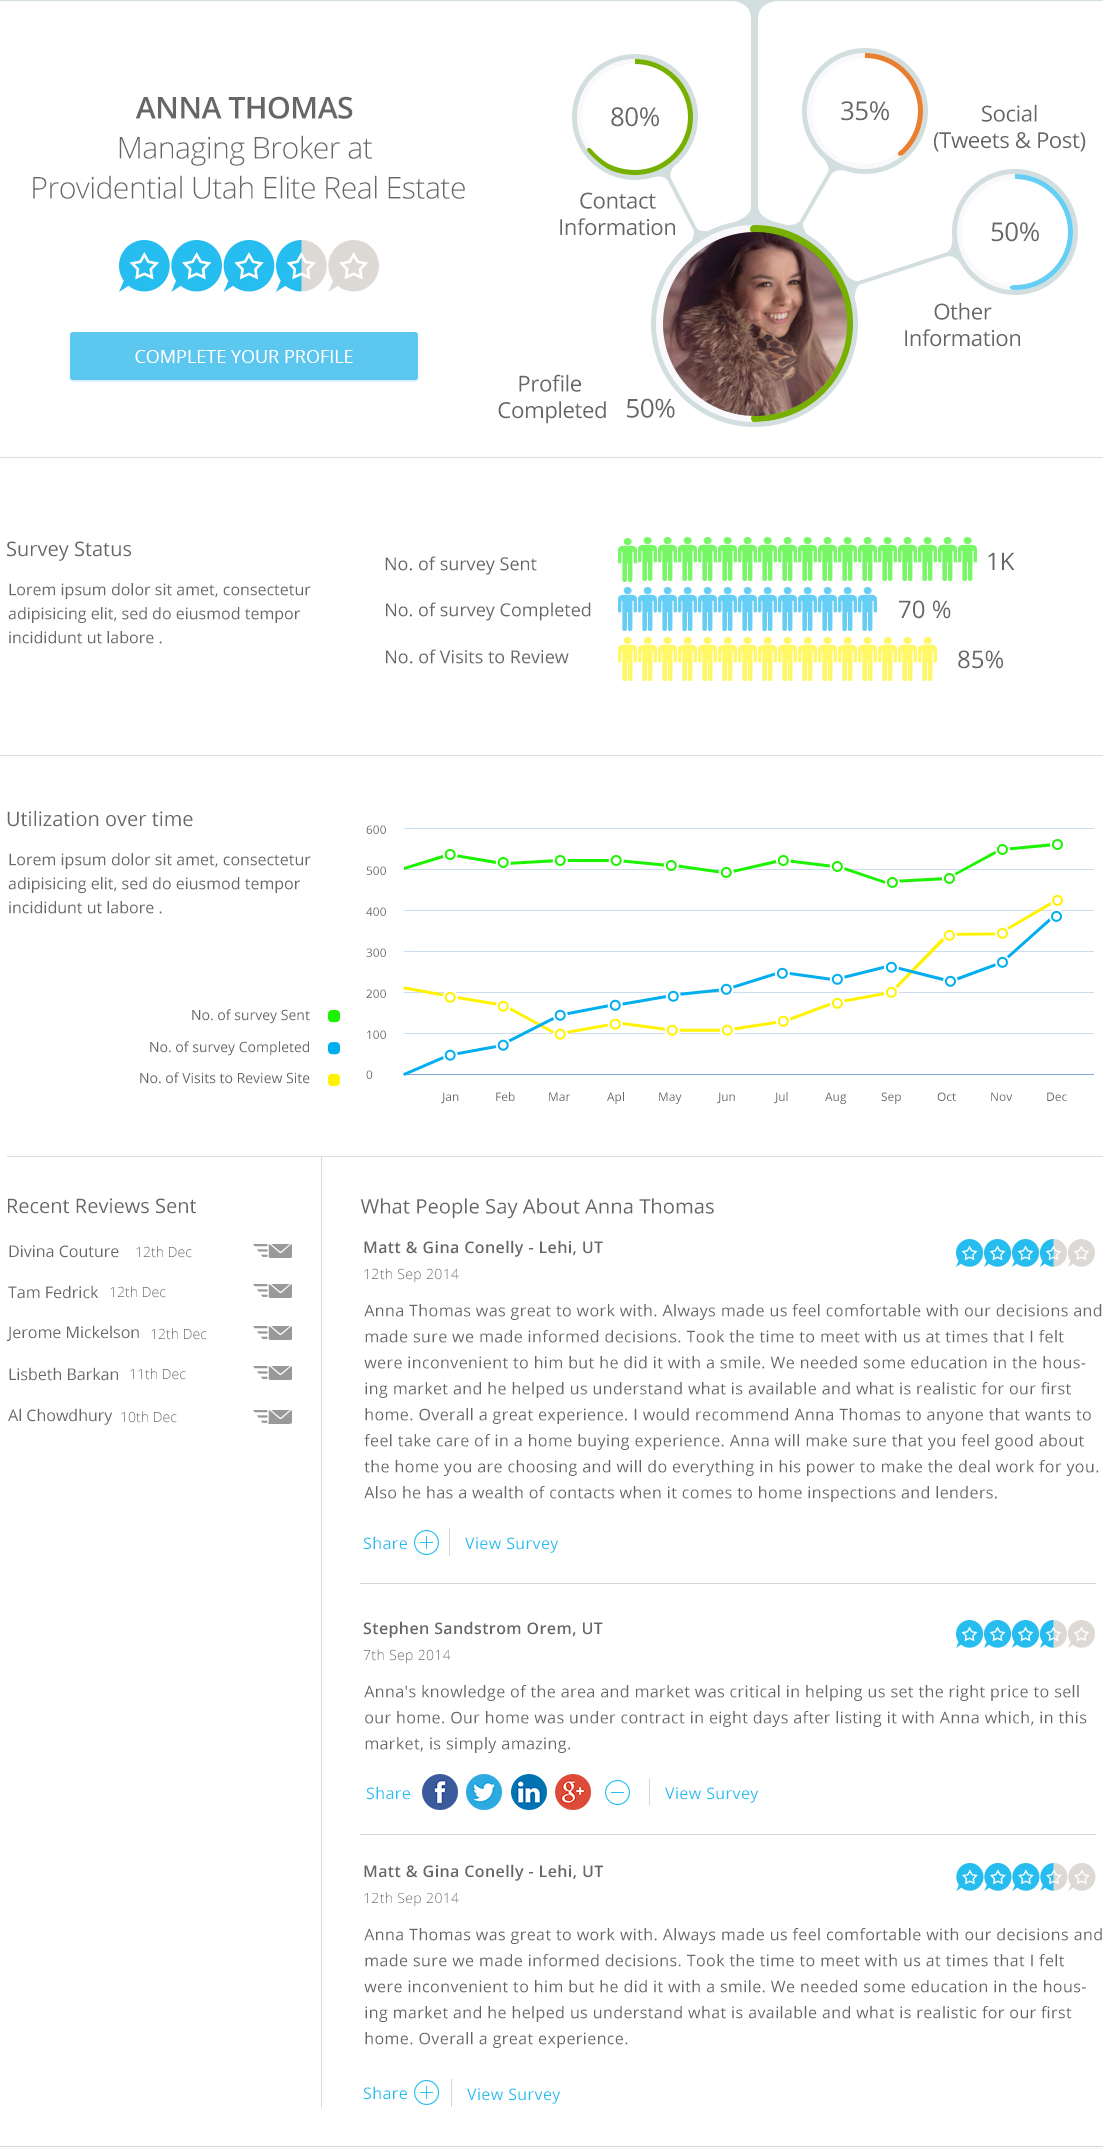 ANNA THOMAS
Managing Broker at
Providential Utah Elite Real Estate
COMPLETE YOUR PROFILE
80%
Contact
Information
35%
Social
(Tweets & Post)
50%
Other
Information
Profile
Completed 50%
Survey Status
Lorem ipsum dolor sit amet, consectetur
adipisicing elit, sed do eiusmod tempor
incididunt ut labore .
No. of survey Sent 1K
No. of survey Completed 70 %
No. of Visits to Review 85%
Utilization over time
Lorem ipsum dolor sit amet, consectetur
adipisicing elit, sed do eiusmod tempor
incididunt ut labore .
No. of survey Sent
No. of survey Completed
No. of Visits to Review Site
600
500
400
300
200
100
0
Jan Feb Mar Apl May Jun Jul Aug Sep Oct Nov Dec
Recent Reviews Sent
Divina Couture 12th Dec
Tam Fedrick 12th Dec
Jerome Mickelson 12th Dec
Lisbeth Barkan 11th Dec
Al Chowdhury 10th Dec
What People Say About Anna Thomas
Matt & Gina Conelly - Lehi, UT
12th Sep 2014
Anna Thomas was great to work with. Always made us feel comfortable with our decisions and
made sure we made informed decisions. Took the time to meet with us at times that I felt
were inconvenient to him but he did it with a smile. We needed some education in the hous-
ing market and he helped us understand what is available and what is realistic for our first
home. Overall a great experience. I would recommend Anna Thomas to anyone that wants to
feel take care of in a home buying experience. Anna will make sure that you feel good about
the home you are choosing and will do everything in his power to make the deal work for you.
Also he has a wealth of contacts when it comes to home inspections and lenders.
Share View Survey
Stephen Sandstrom Orem, UT
7th Sep 2014
Anna's knowledge of the area and market was critical in helping us set the right price to sell
our home. Our home was under contract in eight days after listing it with Anna which, in this
market, is simply amazing.
Share f in g+ View Survey
Matt & Gina Conelly - Lehi, UT
12th Sep 2014
Anna Thomas was great to work with. Always made us feel comfortable with our decisions and
made sure we made informed decisions. Took the time to meet with us at times that I felt
were inconvenient to him but he did it with a smile. We needed some education in the hous-
ing market and he helped us understand what is available and what is realistic for our first
home. Overall a great experience.
Share View Survey